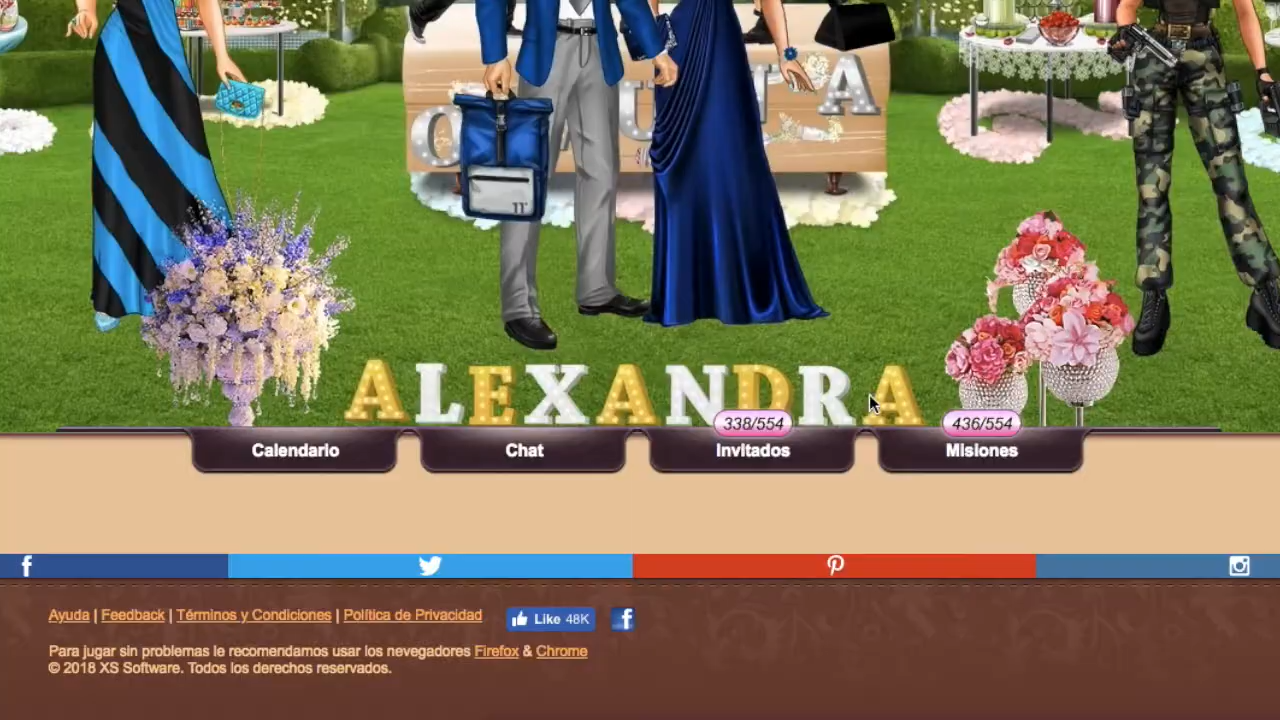 ALEXANDRA
338/554
436/554
Calendario
Chat
Invitados
Misiones
Ayuda | Feedback | Términos y Condiciones | Política de Privacidad
Like 48K
Para jugar sin problemas le recomendamos usar los nevegadores Firefox & Chrome
© 2018 XS Software. Todos los derechos reservados.